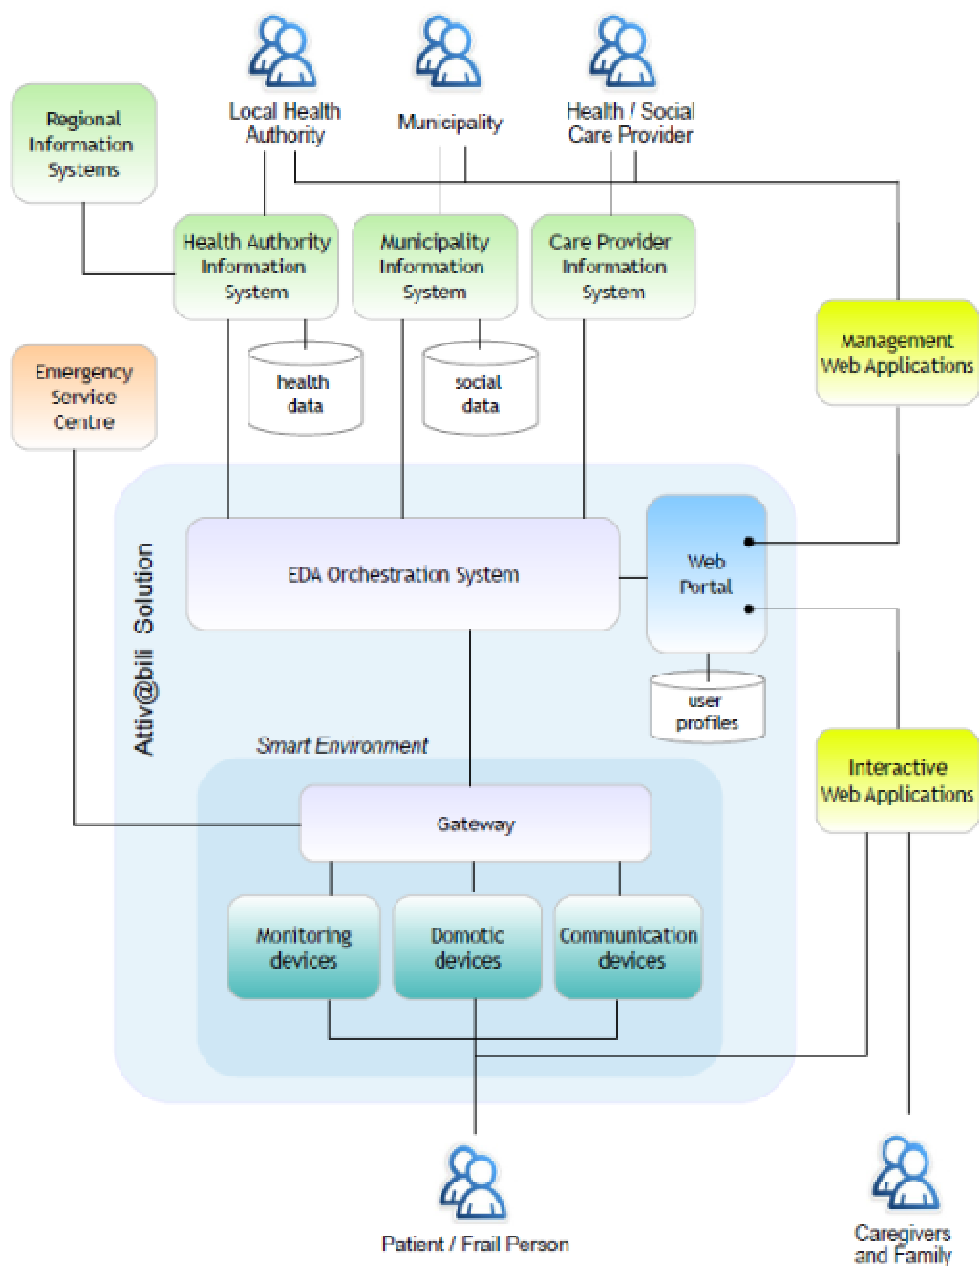 Local Health
Authority
Municipality
Health / Social
Care Provider
Regional
Information
Systems
Health Authority
Information
System
Municipality
Information
System
Care Provider
Information
System
Management
Web Applications
Emergency
Service
Centre
health
data
social
data
Attiv@bili Solution
EDA Orchestration System
Web
Portal
user
profiles
Smart Environment
Interactive
Web Applications
Gateway
Monitoring
devices
Domotic
devices
Communication
devices
Patient / Frail Person
Caregivers
and Family